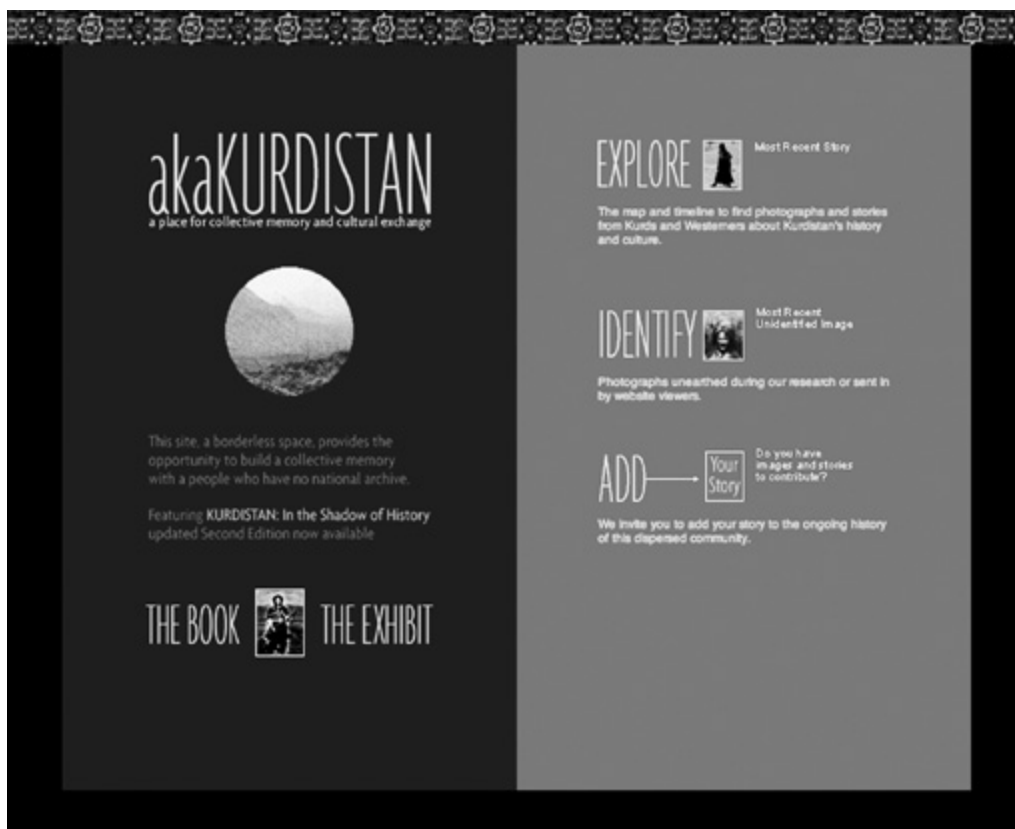 akaKURDISTAN
a place for collective memory and cultural exchange
This site, a borderless space, provides the
opportunity to build a collective memory
with a people who have no national archive.
Featuring KURDISTAN: In the Shadow of History
updated Second Edition now available
THE BOOK THE EXHIBIT
EXPLORE Most Recent Story
The map and timeline to find photographs and stories
from Kurds and Westerners about Kurdistan's history
and culture.
IDENTIFY Most Recent
Unidentified Image
Photographs unearthed during our research or sent in
by website viewers.
ADD Your
Story
Do you have
images and stories
to contribute?
We invite you to add your story to the ongoing history
of this dispersed community.